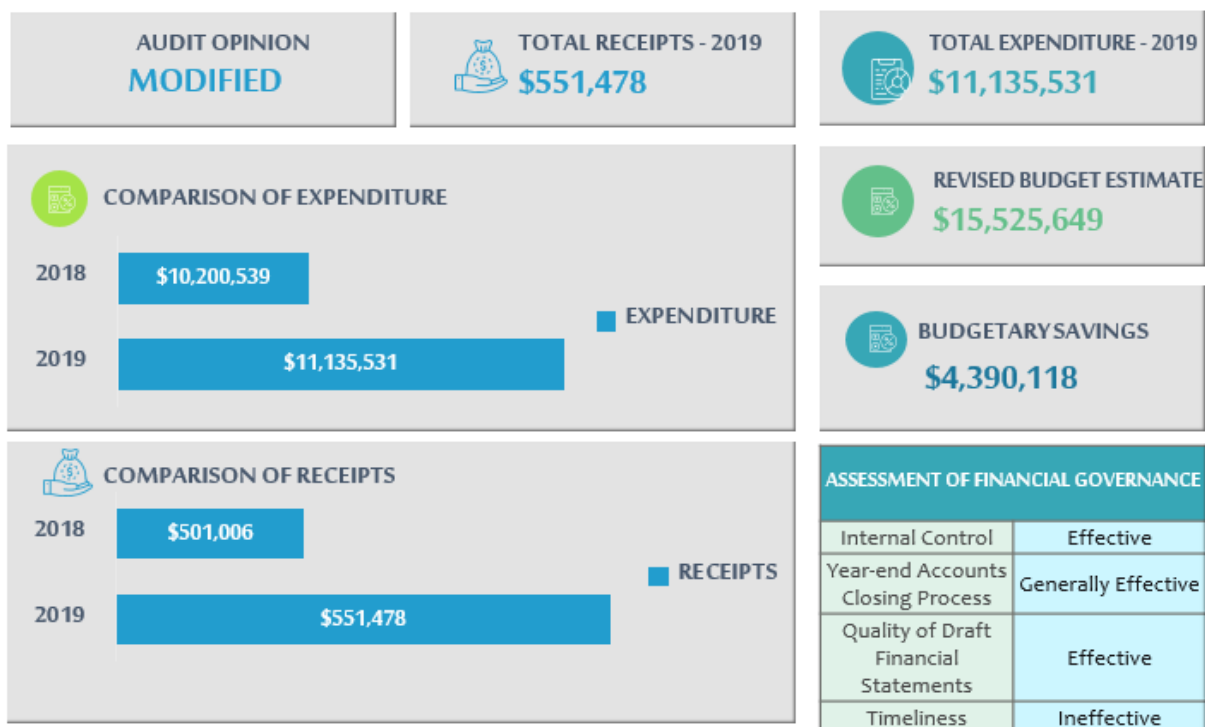 AUDIT OPINION
MODIFIED
TOTAL RECEIPTS - 2019
$551,478
TOTAL EXPENDITURE - 2019
$11,135,531
COMPARISON OF EXPENDITURE
2018
$10,200,539
2019
$11,135,531
EXPENDITURE
REVISED BUDGET ESTIMATE
$15,525,649
BUDGETARY SAVINGS
$4,390,118
COMPARISON OF RECEIPTS
2018
$501,006
2019
$551,478
RECEIPTS
ASSESSMENT OF FINANCIAL GOVERNANCE
Internal Control
Effective
Year-end Accounts
Closing Process
Generally Effective
Quality of Draft
Financial
Statements
Effective
Timeliness
Ineffective